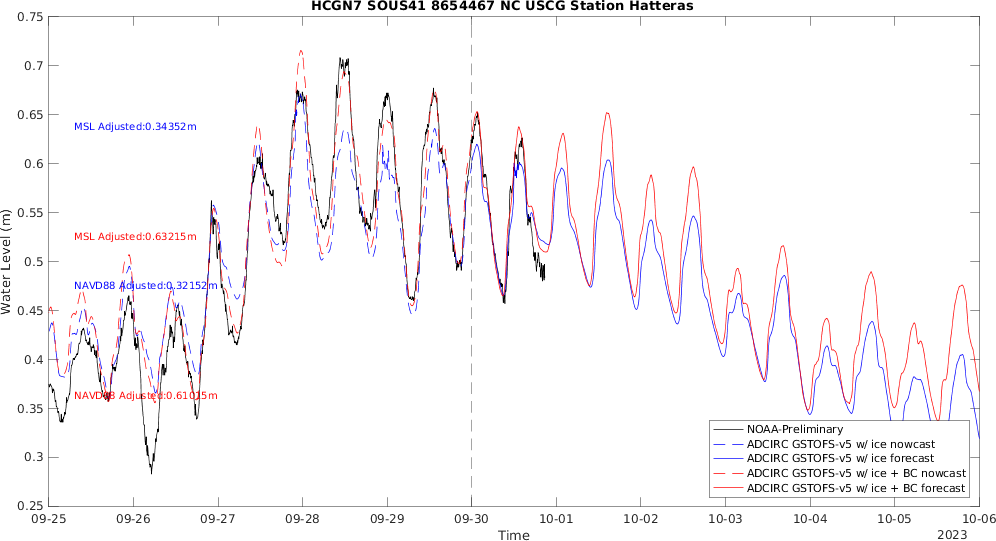 HCGN7 SOUS41 8654467 NC USCG Station Hatteras
Water Level (m)
0.75
0.7
0.65
0.6
0.55
0.5
0.45
0.4
0.35
0.3
0.25
MSL Adjusted:0.34352m
MSL Adjusted:0.63215m
NAVD88 Adjusted:0.32152m
NAVD88 Adjusted:0.61015m
NOAA-Preliminary
ADCIRC GSTOFS-v5 w/ ice nowcast
ADCIRC GSTOFS-v5 w/ ice forecast
ADCIRC GSTOFS-v5 w/ ice + BC nowcast
ADCIRC GSTOFS-v5 w/ ice + BC forecast
09-25 09-26 09-27 09-28 09-29 09-30 10-01 10-02 10-03 10-04 10-05 10-06
Time
2023